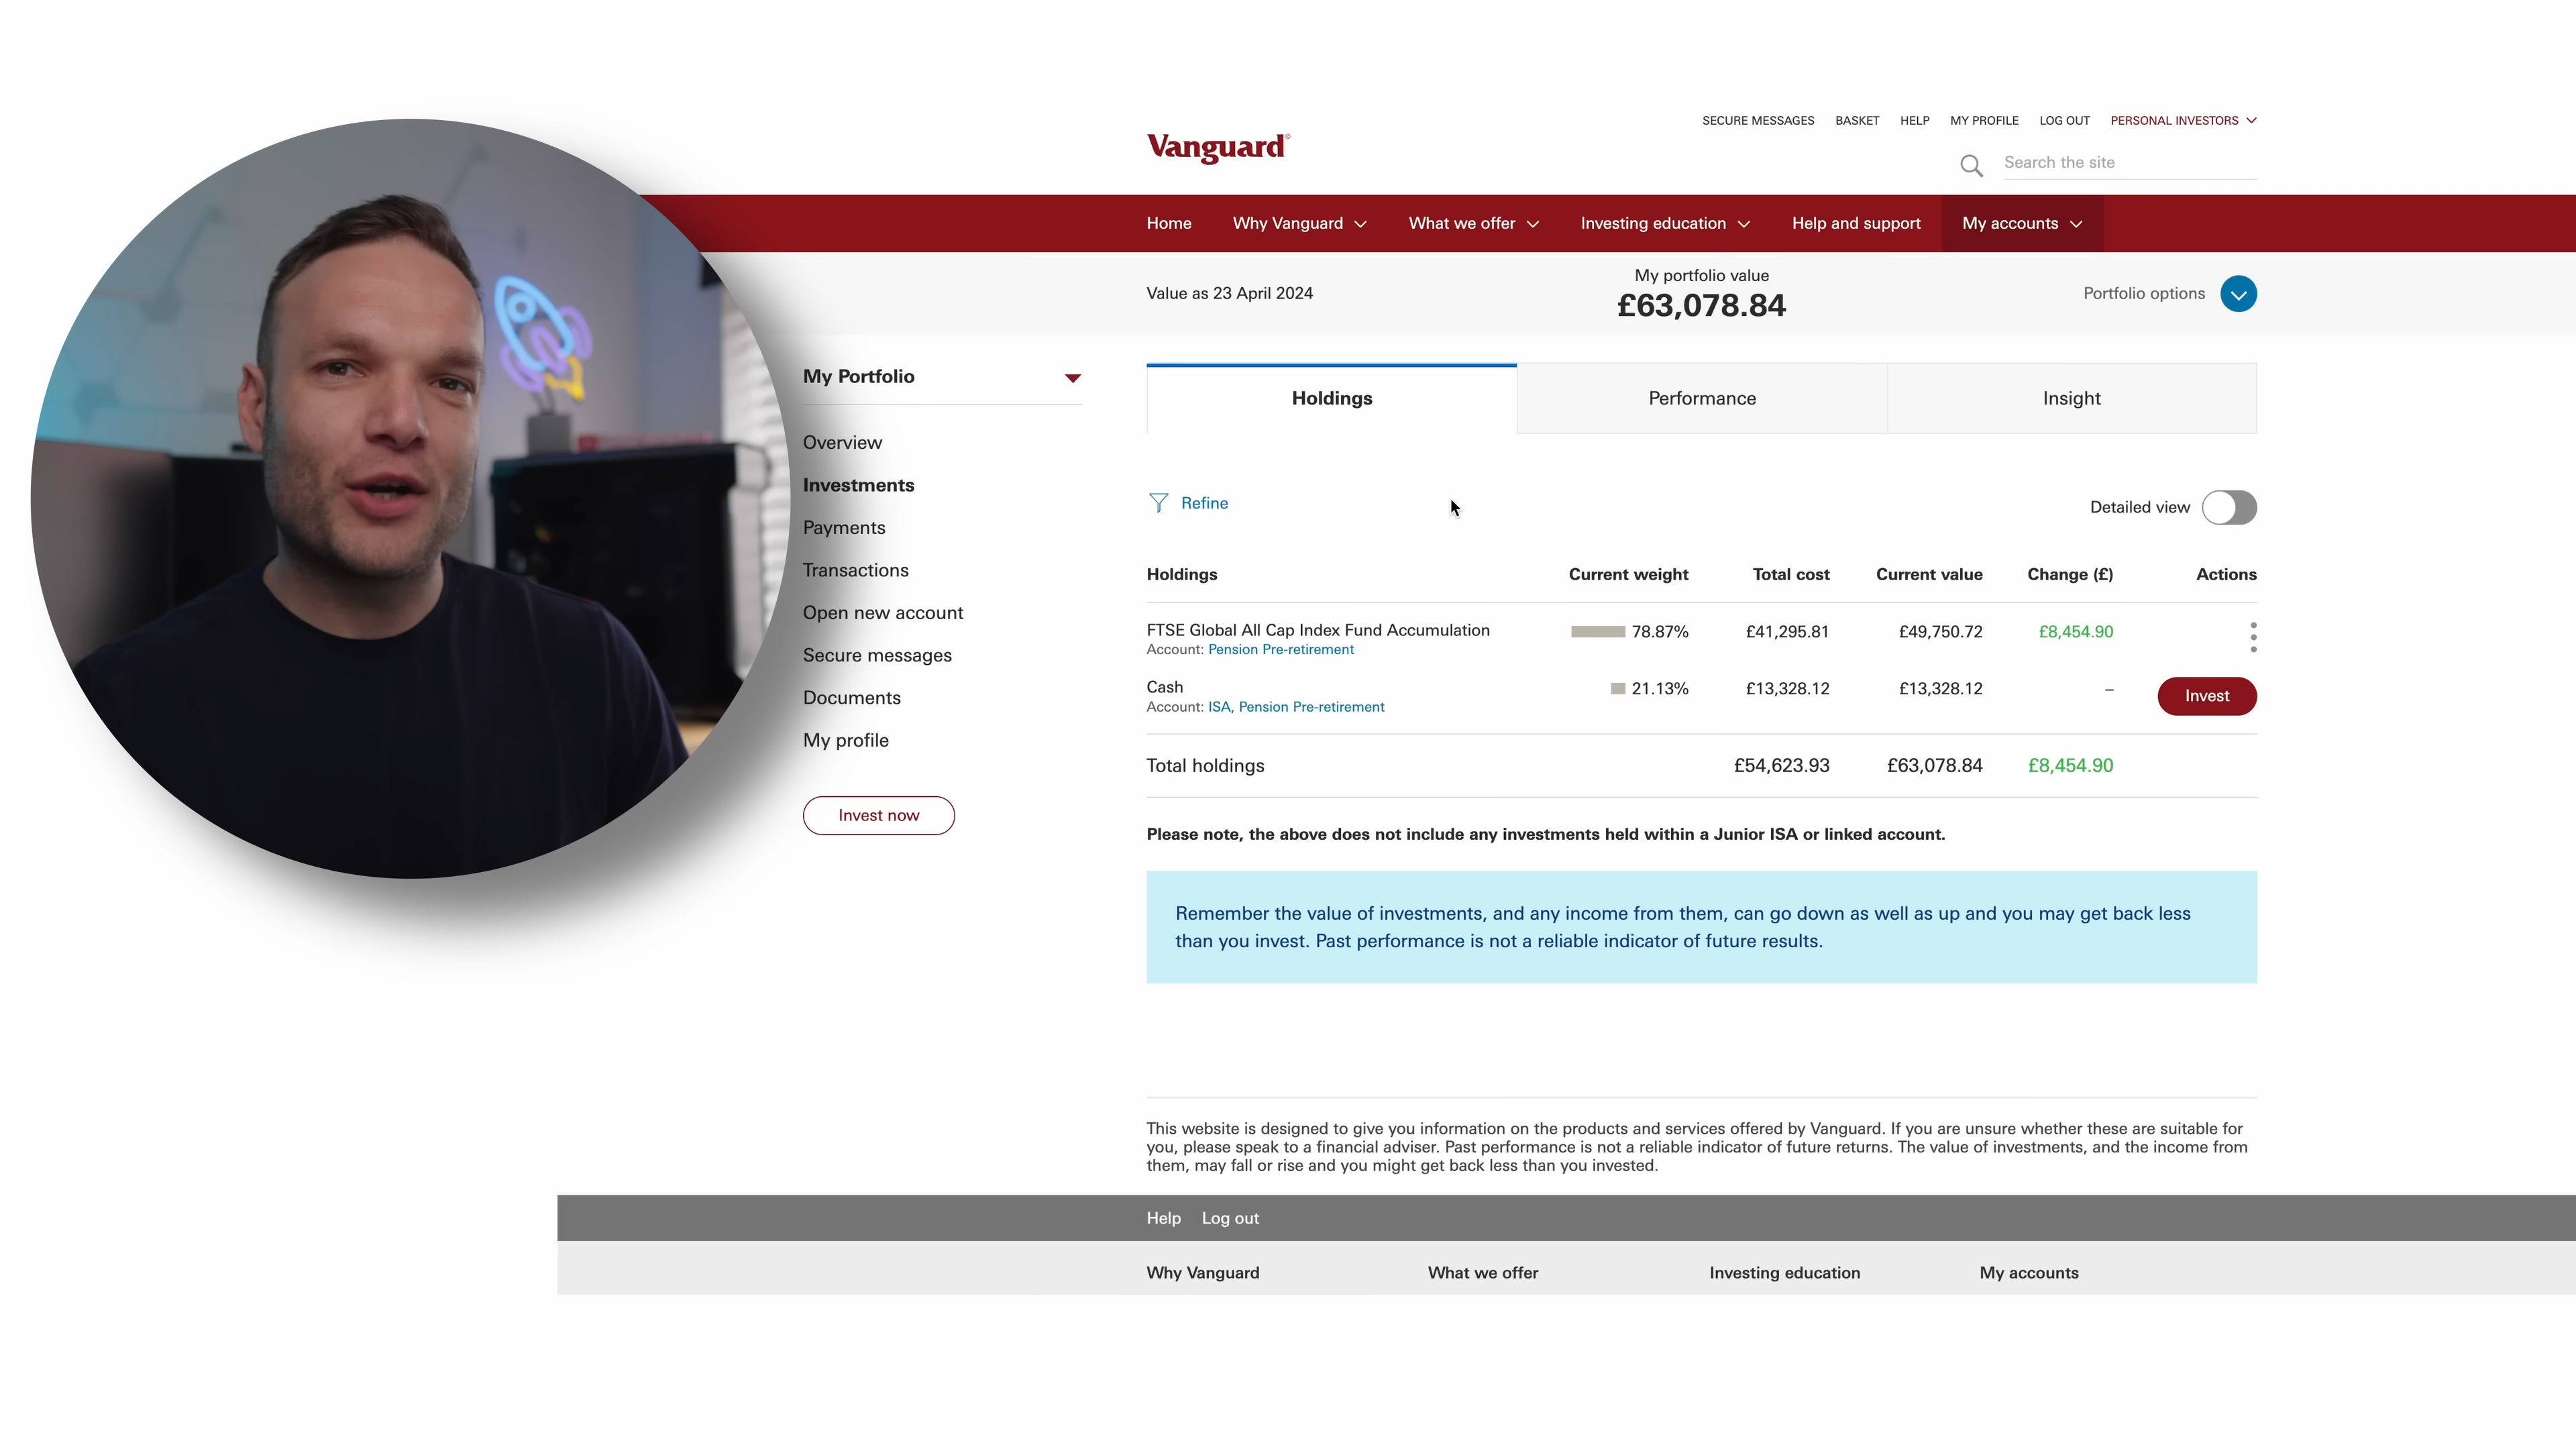 SECURE MESSAGES BASKET HELP MY PROFILE LOG OUT PERSONAL INVESTORS
Vanguard®
Search the site
Home Why Vanguard What we offer Investing education Help and support My accounts
Value as 23 April 2024
My portfolio value
£63,078.84
Portfolio options
My Portfolio
Overview
Investments
Payments
Transactions
Open new account
Secure messages
Documents
My profile
Invest now
Holdings Performance Insight
Refine
Detailed view
Holdings Current weight Total cost Current value Change (£) Actions
FTSE Global All Cap Index Fund Accumulation 78.87% £41,295.81 £49,750.72 £8,454.90
Account: Pension Pre-retirement
Cash 21.13% £13,328.12 £13,328.12 – Invest
Account: ISA, Pension Pre-retirement
Total holdings £54,623.93 £63,078.84 £8,454.90
Please note, the above does not include any investments held within a Junior ISA or linked account.
Remember the value of investments, and any income from them, can go down as well as up and you may get back less
than you invest. Past performance is not a reliable indicator of future results.
This website is designed to give you information on the products and services offered by Vanguard. If you are unsure whether these are suitable for
you, please speak to a financial adviser. Past performance is not a reliable indicator of future returns. The value of investments, and the income from
them, may fall or rise and you might get back less than you invested.
Help Log out
Why Vanguard What we offer Investing education My accounts